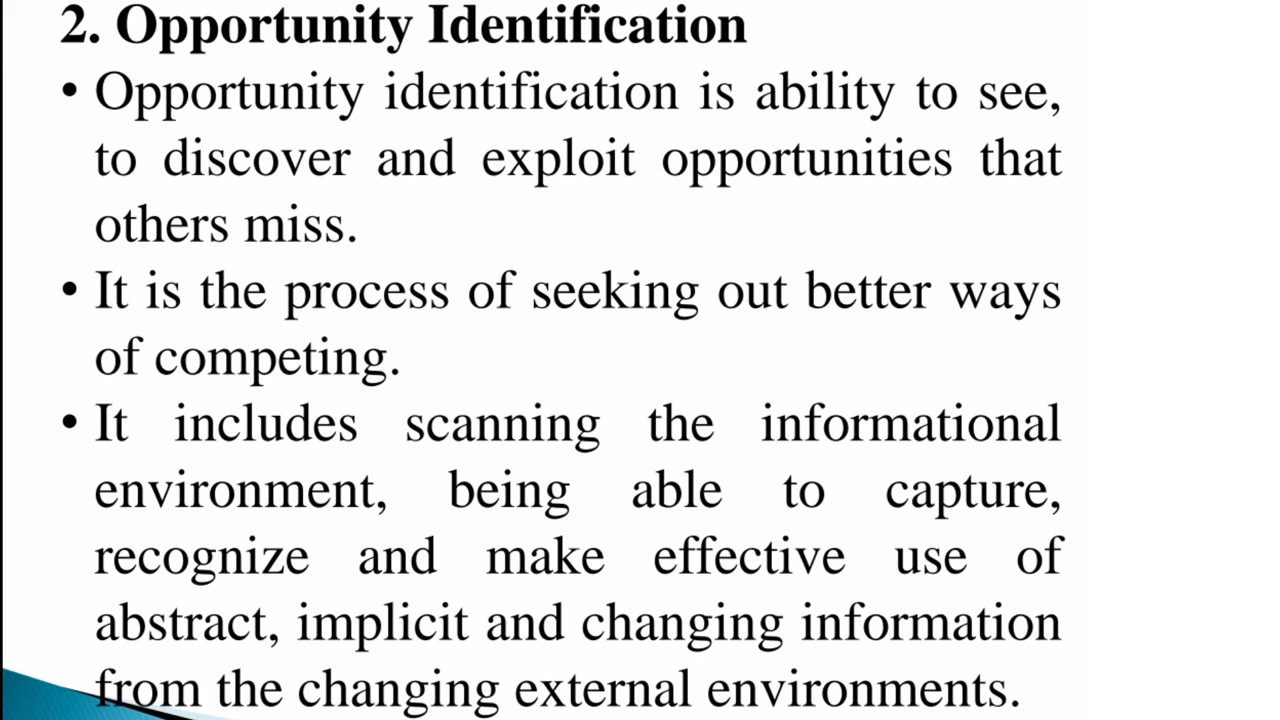 2. Opportunity Identification
• Opportunity identification is ability to see,
to discover and exploit opportunities that
others miss.
• It is the process of seeking out better ways
of competing.
• It includes scanning the informational
environment, being able to capture,
recognize and make effective use of
abstract, implicit and changing information
from the changing external environments.